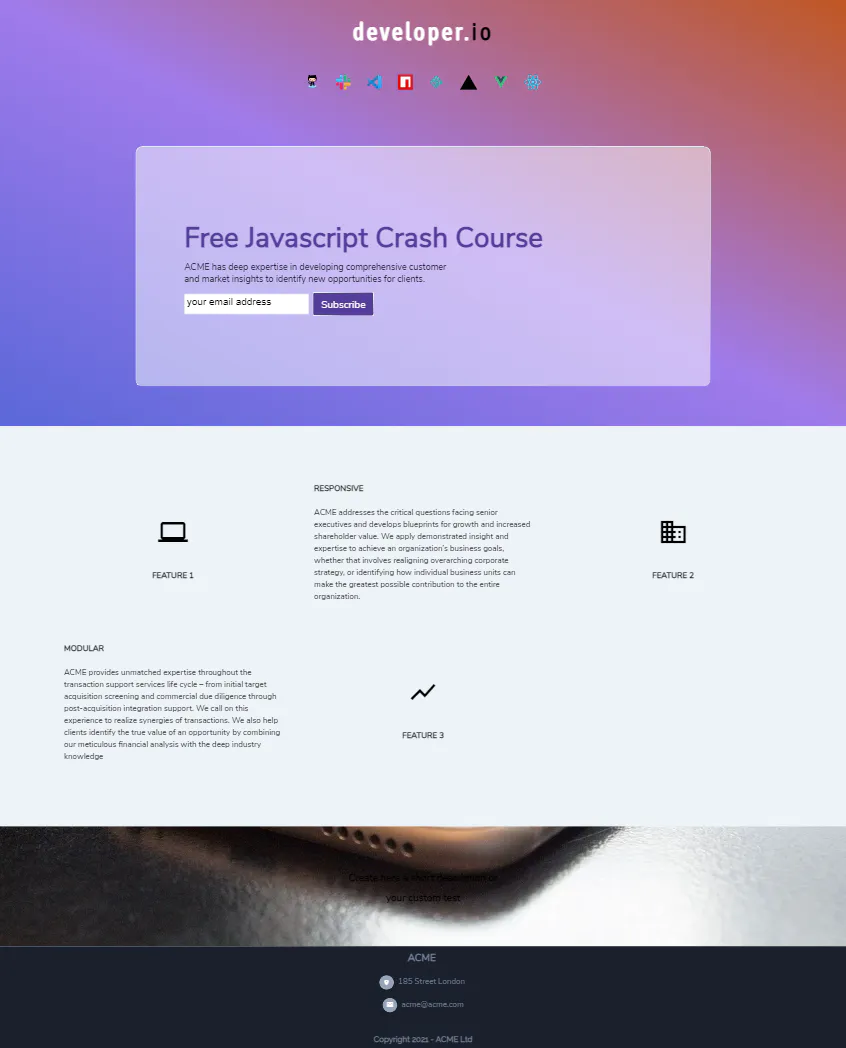 developer.io
Free Javascript Crash Course
ACME has deep expertise in developing comprehensive customer
and market insights to identify new opportunities for clients.
your email address
Subscribe
FEATURE 1
RESPONSIVE
ACME addresses the critical questions facing senior
executives and develops blueprints for growth and increased
shareholder value. We apply demonstrated insight and
expertise to achieve an organization's business goals,
whether that involves realigning overarching corporate
strategy, or identifying how individual business units can
make the greatest possible contribution to the entire
organization.
FEATURE 2
MODULAR
ACME provides unmatched expertise throughout the
transaction support services life cycle – from initial target
acquisition screening and commercial due diligence through
post-acquisition integration support. We call on this
experience to realize synergies of transactions. We also help
clients identify the true value of an opportunity by combining
our meticulous financial analysis with the deep industry
knowledge
FEATURE 3
Create here a short
your custom test
ACME
185 Street London
acme@acme.com
Copyright 2021 - ACME Ltd